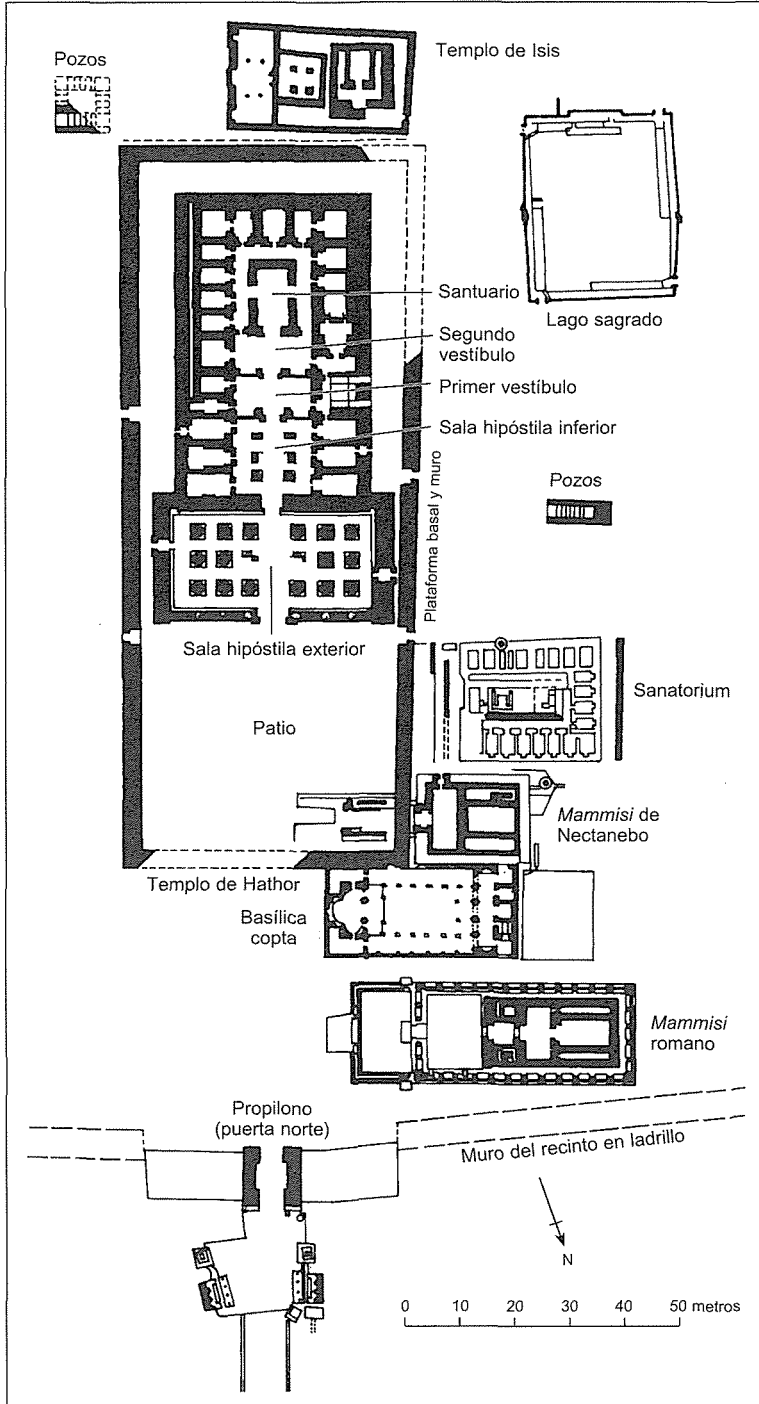 Pozos
Templo de Isis
Santuario
Lago sagrado
Segundo
vestíbulo
Primer vestíbulo
Sala hipóstila inferior
Pozos
Plataforma basal y muro
Sala hipóstila exterior
Sanatorium
Patio
Mammisi de
Nectanebo
Templo de Hathor
Basílica
copta
Mammisi
romano
Propilono
(puerta norte)
Muro del recinto en ladrillo
N
0 10 20 30 40 50 metros